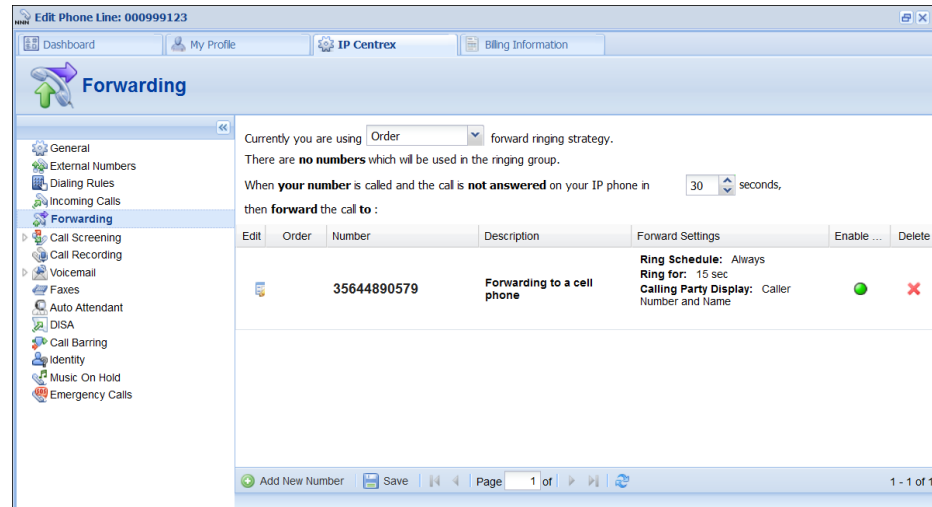 NNN Edit Phone Line: 000999123
Dashboard My Profile IP Centrex Billing Information
Forwarding
General
External Numbers
Dialing Rules
Incoming Calls
Forwarding
Call Screening
Call Recording
Voicemail
Faxes
Auto Attendant
DISA
Call Barring
Identity
Music On Hold
Emergency Calls
Currently you are using Order forward ringing strategy.
There are no numbers which will be used in the ringing group.
When your number is called and the call is not answered on your IP phone in 30 seconds,
then forward the call to :
Edit Order Number Description Forward Settings Enable ... Delete
35644890579
Forwarding to a cell
phone
Ring Schedule: Always
Ring for: 15 sec
Calling Party Display: Caller
Number and Name
Add New Number Save Page 1 of 1 - 1 of 1